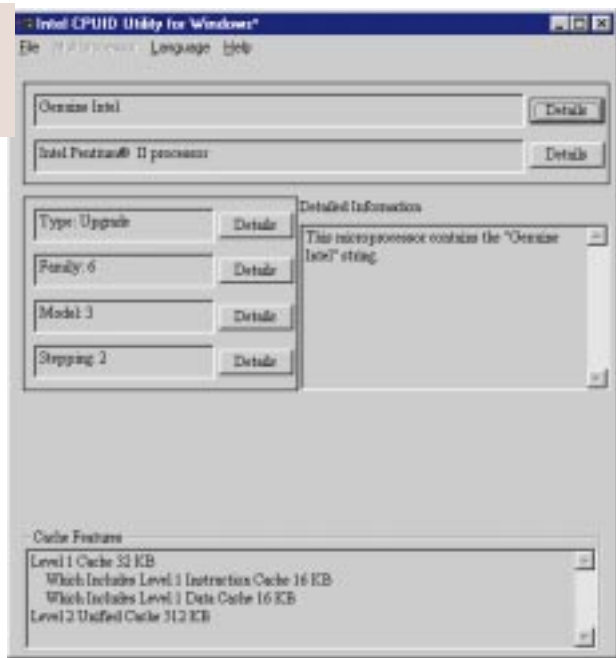 Intel CPUID Utility for Windows*
File Multiprocessor Language Help
Genuine Intel
Details
Intel Pentium® II processor
Details
Type: Upgrade
Details
Family: 6
Details
Model: 3
Details
Stepping: 2
Details
Detailed Information
This microprocessor contains the "Genuine
Intel" string.
Cache Features
Level 1 Cache 32 KB
Which Includes Level 1 Instruction Cache 16 KB
Which Includes Level 1 Data Cache 16 KB
Level 2 Unified Cache 512 KB